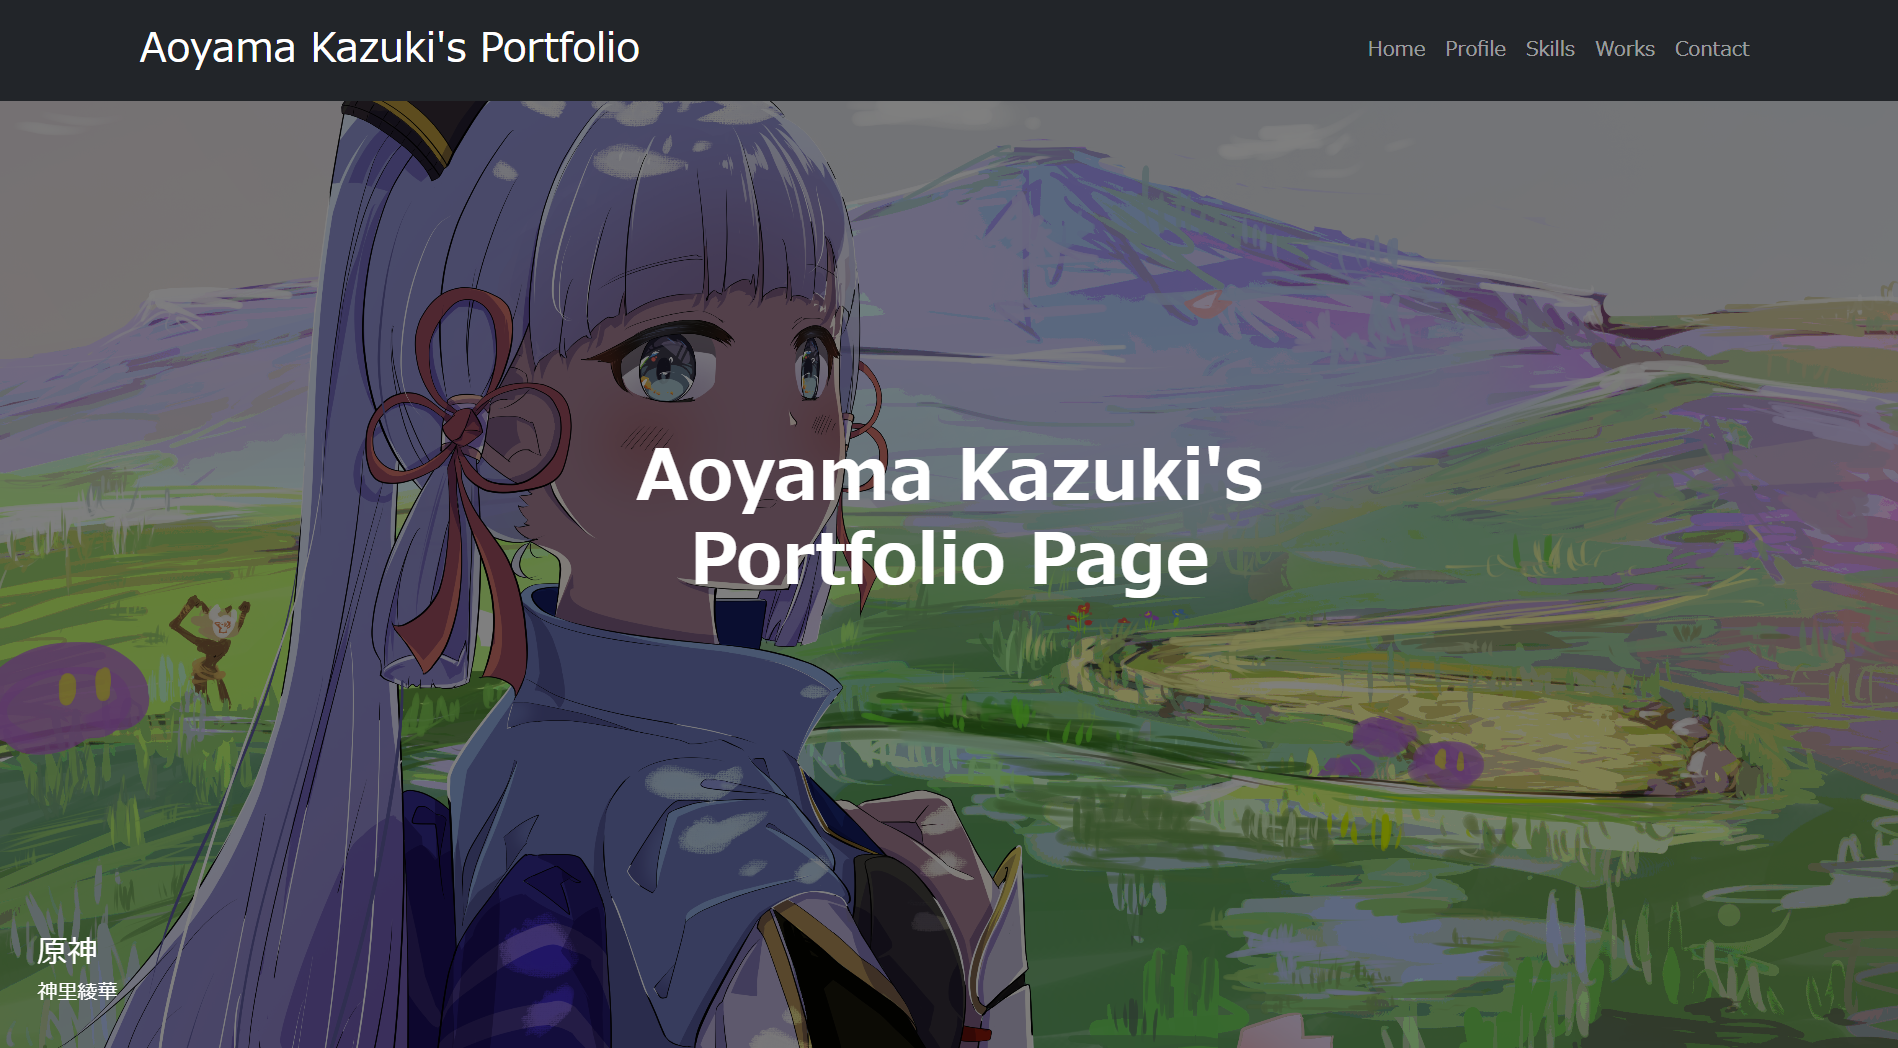 Aoyama Kazuki's Portfolio
Home Profile Skills Works Contact
Aoyama Kazuki's
Portfolio Page
原神
神里綾華